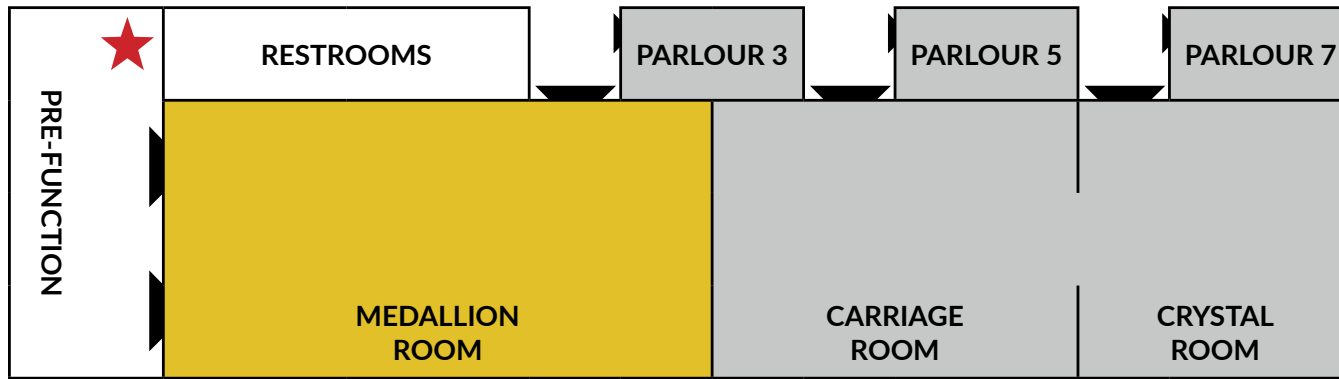 RESTROOMS
PARLOUR 3
PARLOUR 5
PARLOUR 7
PRE-FUNCTION
MEDALLION
ROOM
CARRIAGE
ROOM
CRYSTAL
ROOM